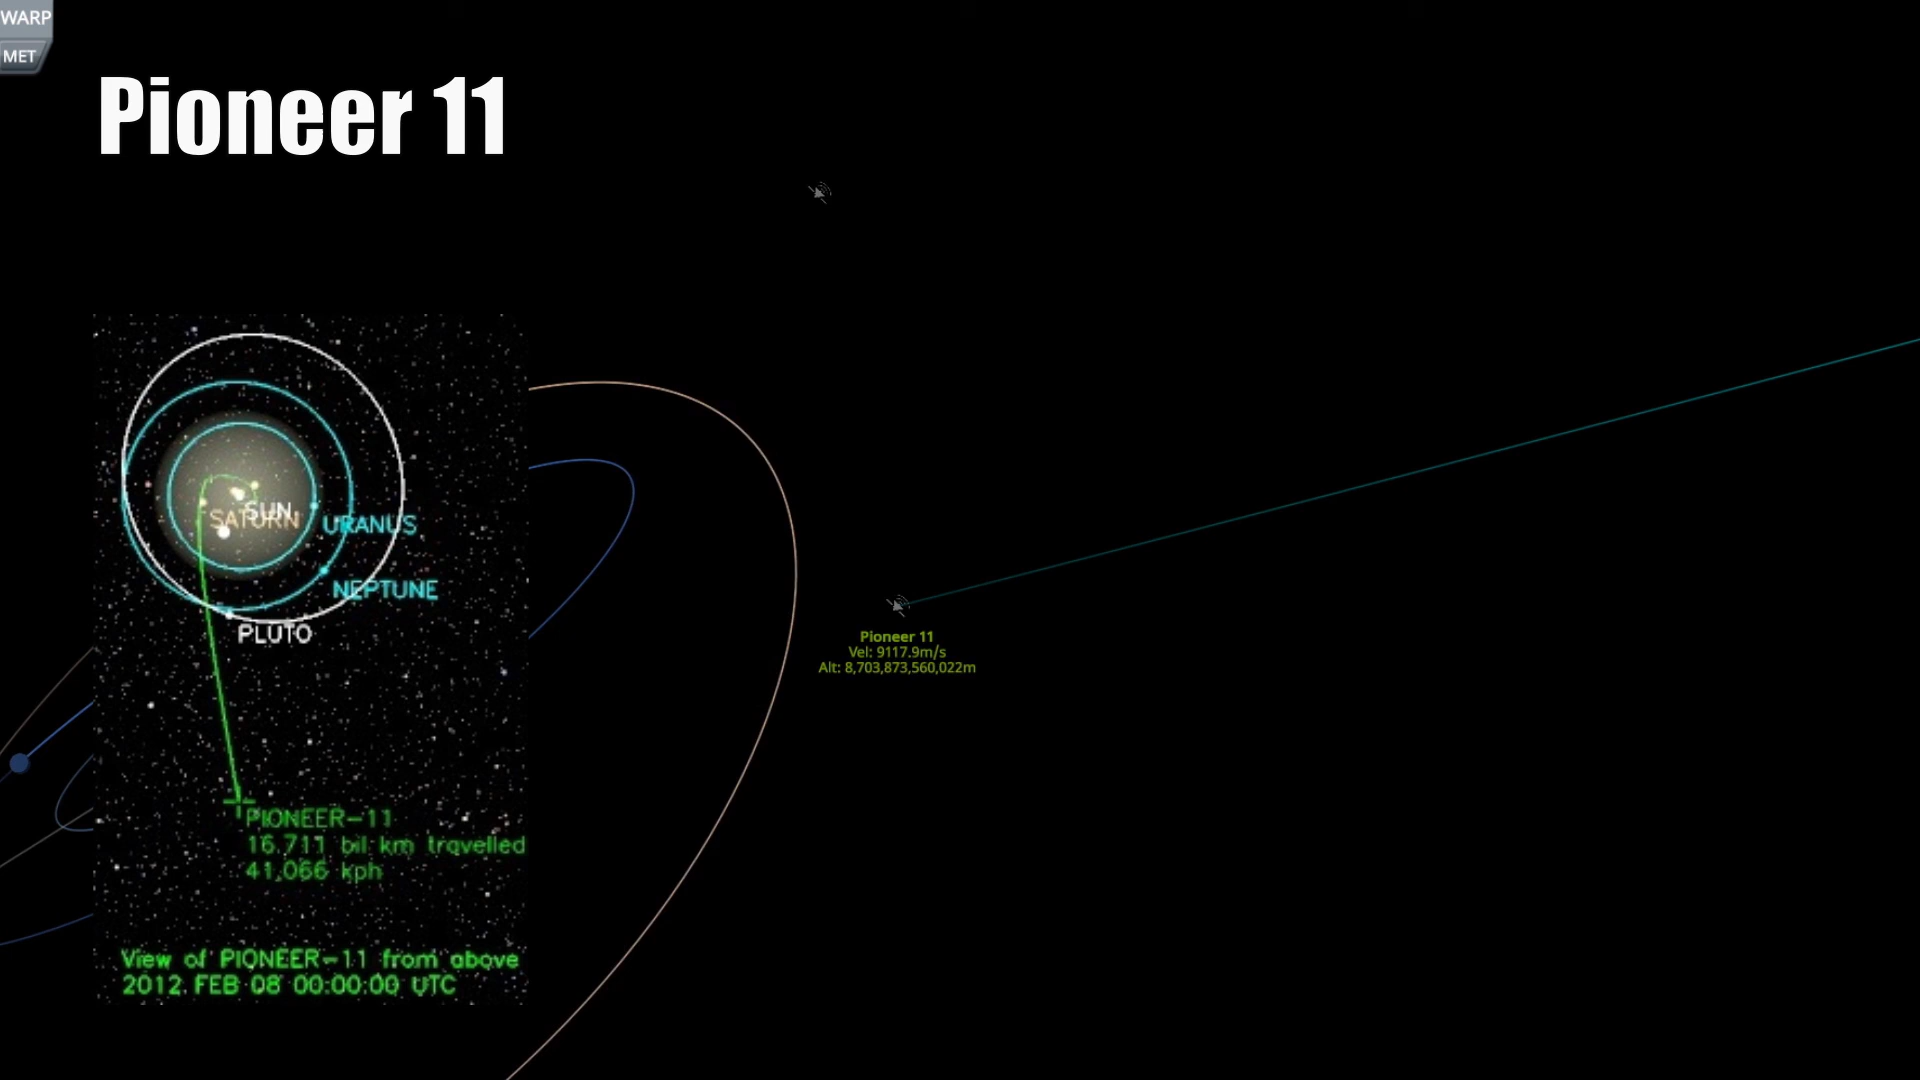 WARP
MET
Pioneer 11
SUN
SATURN
URANUS
NEPTUNE
PLUTO
Pioneer 11
Vel: 9117.9m/s
Alt: 8,703,873,560,022m
PIONEER-11
16.711 bil km travelled
41,066 kph
View of PIONEER-11 from above
2012 FEB 08 00:00:00 UTC